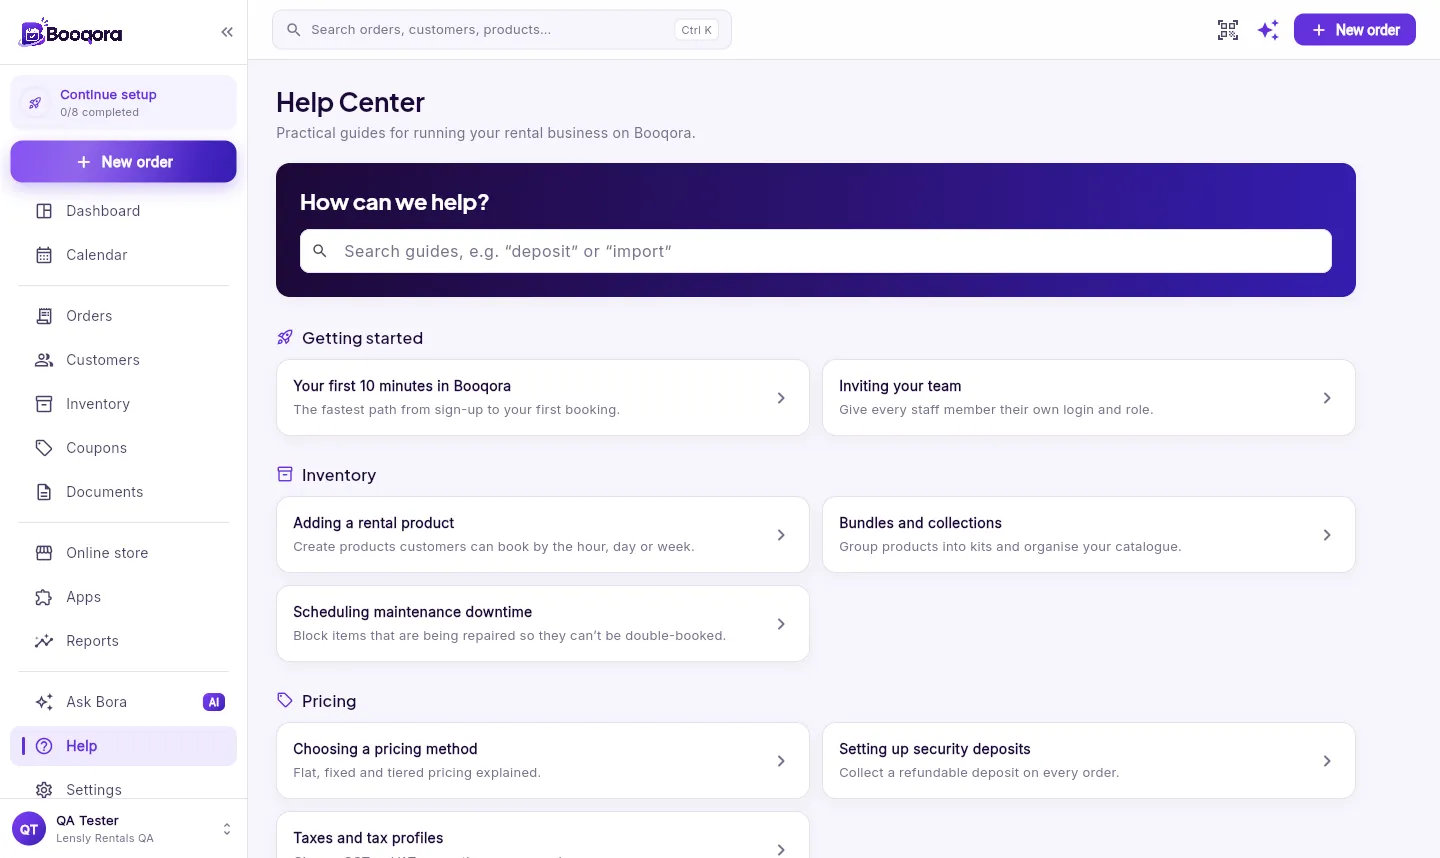 Booqora
Search orders, customers, products...
Ctrl K
New order
Continue setup
0/8 completed
New order
Dashboard
Calendar
Orders
Customers
Inventory
Coupons
Documents
Online store
Apps
Reports
Ask Bora
AI
Help
Settings
QT
QA Tester
Lensly Rentals QA
Help Center
Practical guides for running your rental business on Booqora.
How can we help?
Search guides, e.g. “deposit” or “import”
Getting started
Your first 10 minutes in Booqora
The fastest path from sign-up to your first booking.
Inviting your team
Give every staff member their own login and role.
Inventory
Adding a rental product
Create products customers can book by the hour, day or week.
Bundles and collections
Group products into kits and organise your catalogue.
Scheduling maintenance downtime
Block items that are being repaired so they can’t be double-booked.
Pricing
Choosing a pricing method
Flat, fixed and tiered pricing explained.
Setting up security deposits
Collect a refundable deposit on every order.
Taxes and tax profiles